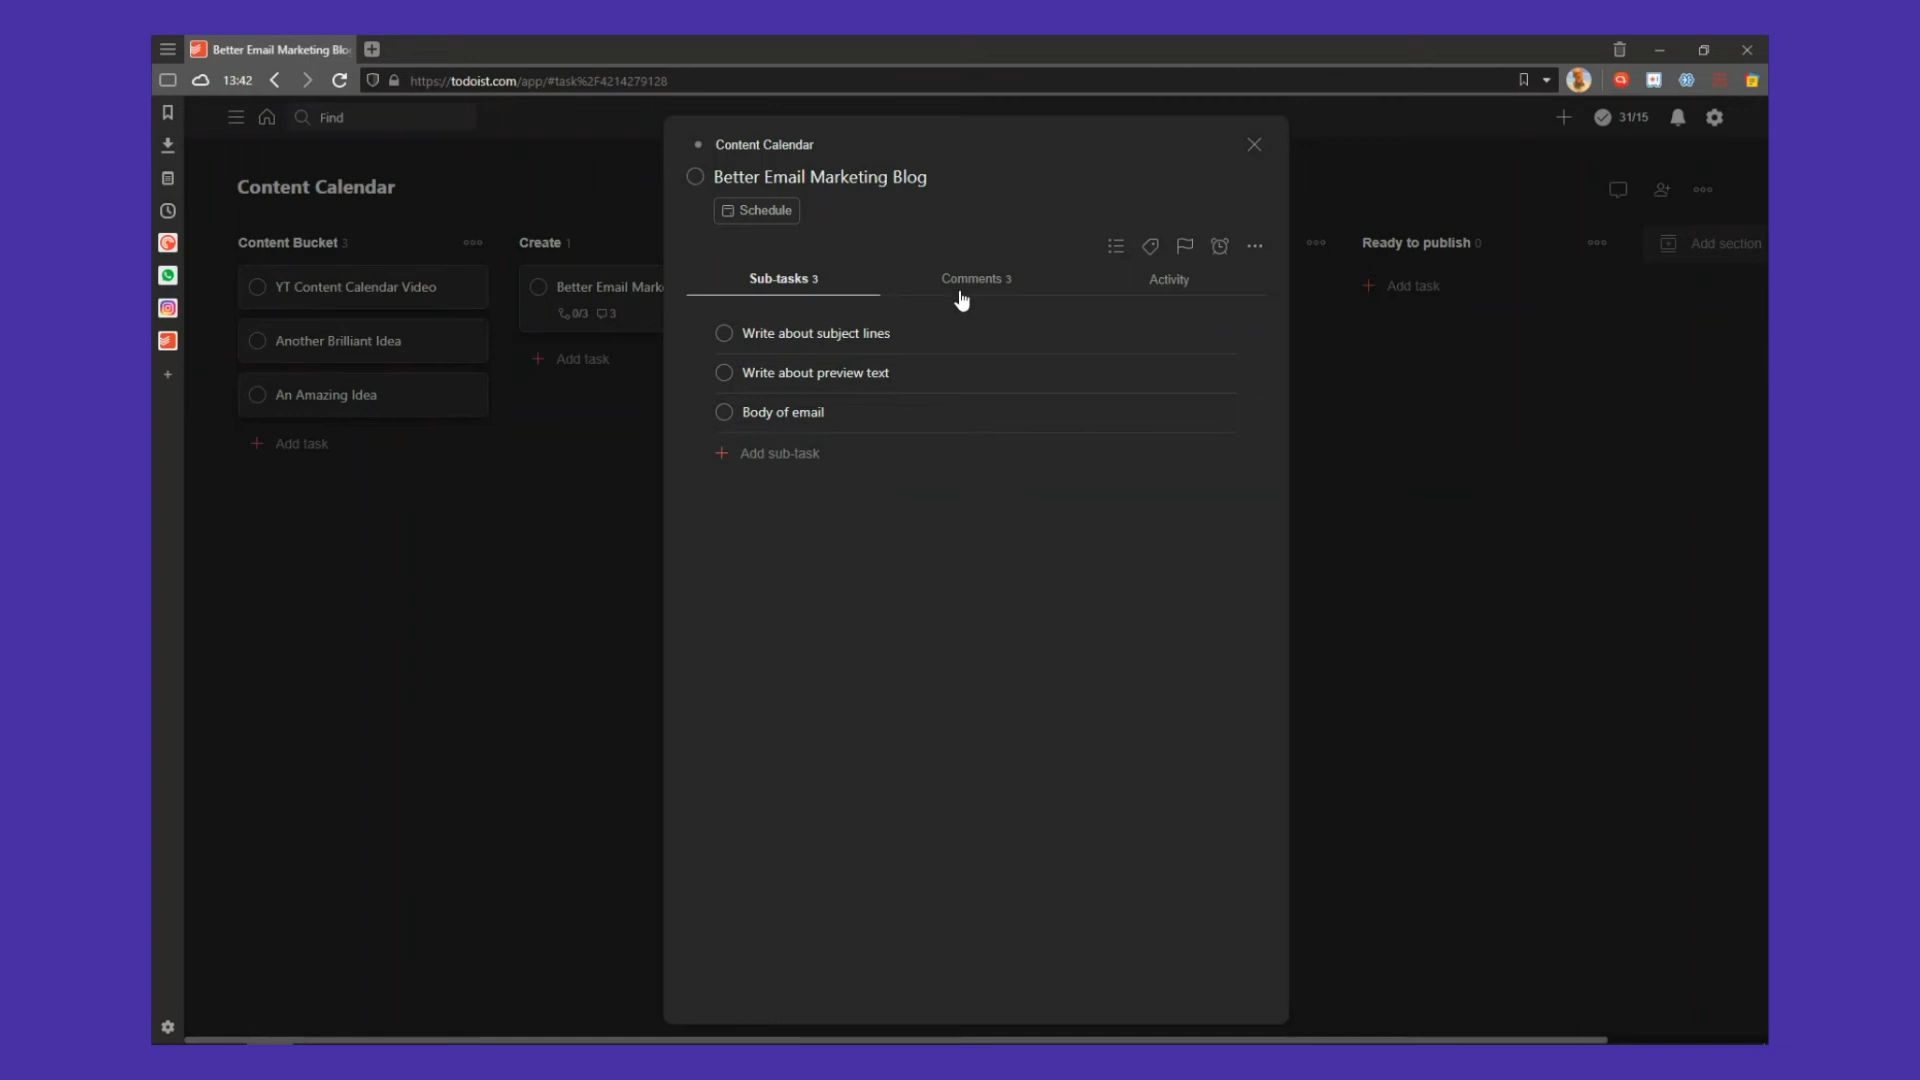 Better Email Marketing Blo
13:42
https://todoist.com/app/#task%2F4214279128
Find
31/15
Content Calendar
Content Bucket 3
YT Content Calendar Video
Another Brilliant Idea
An Amazing Idea
Add task
Create 1
Better Email Mark
0/3 3
Add task
Content Calendar
Better Email Marketing Blog
Schedule
Sub-tasks 3
Comments 3
Activity
Write about subject lines
Write about preview text
Body of email
Add sub-task
Ready to publish 0
Add task
Add section